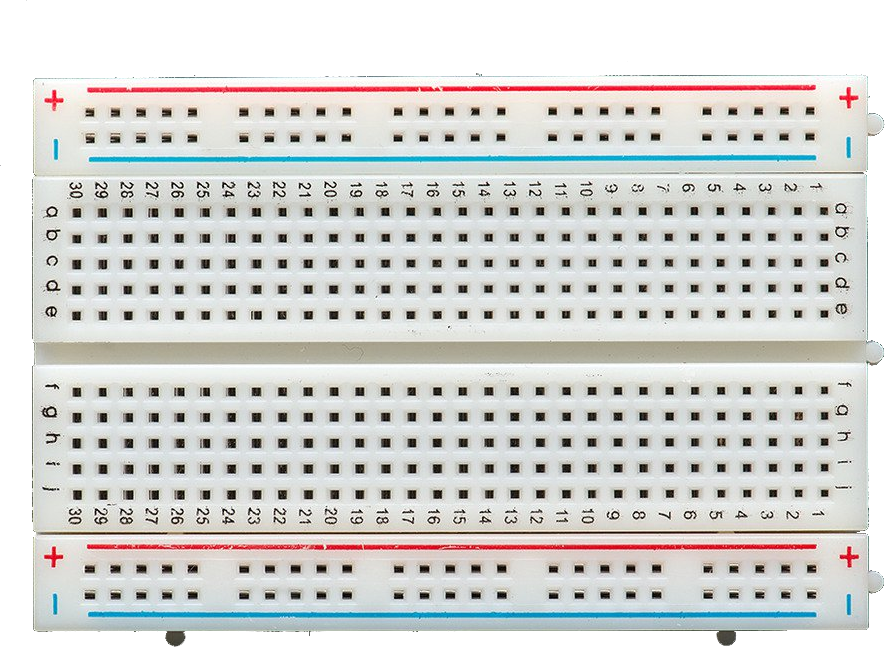 + +
– –
30 29 28 27 26 25 24 23 22 21 20 19 18 17 16 15 14 13 12 11 10 9 8 7 6 5 4 3 2 1
a a
b b
c c
d d
e e
f f
g g
h h
i i
j j
30 29 28 27 26 25 24 23 22 21 20 19 18 17 16 15 14 13 12 11 10 9 8 7 6 5 4 3 2 1
+ +
– –